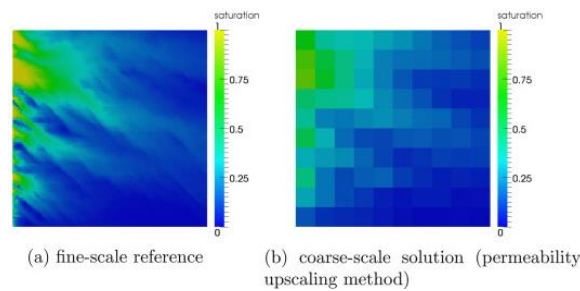 saturation
1
0.75
0.5
0.25
0
saturation
1
0.75
0.5
0.25
0
(a) fine-scale reference
(b) coarse-scale solution (permeability
upscaling method)